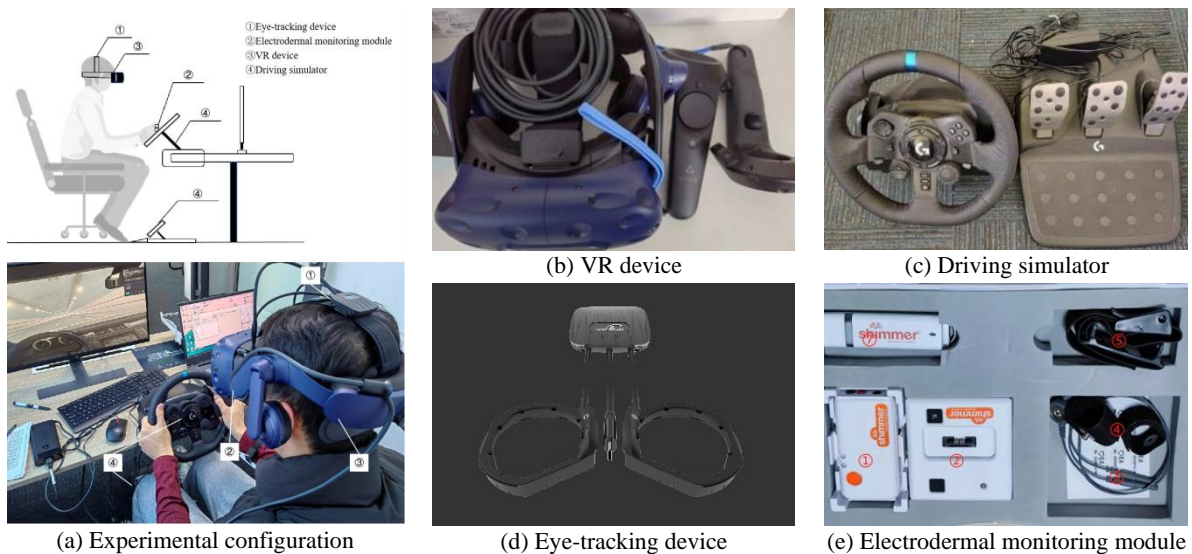 ①Eye-tracking device
②Electrodermal monitoring module
③VR device
④Driving simulator
①
③
②
④
④
(b) VR device
(c) Driving simulator
①
②
③
④
(a) Experimental configuration
(d) Eye-tracking device
shimmer
⑦
⑤
shimmer
①
shimmer
②
④
(e) Electrodermal monitoring module